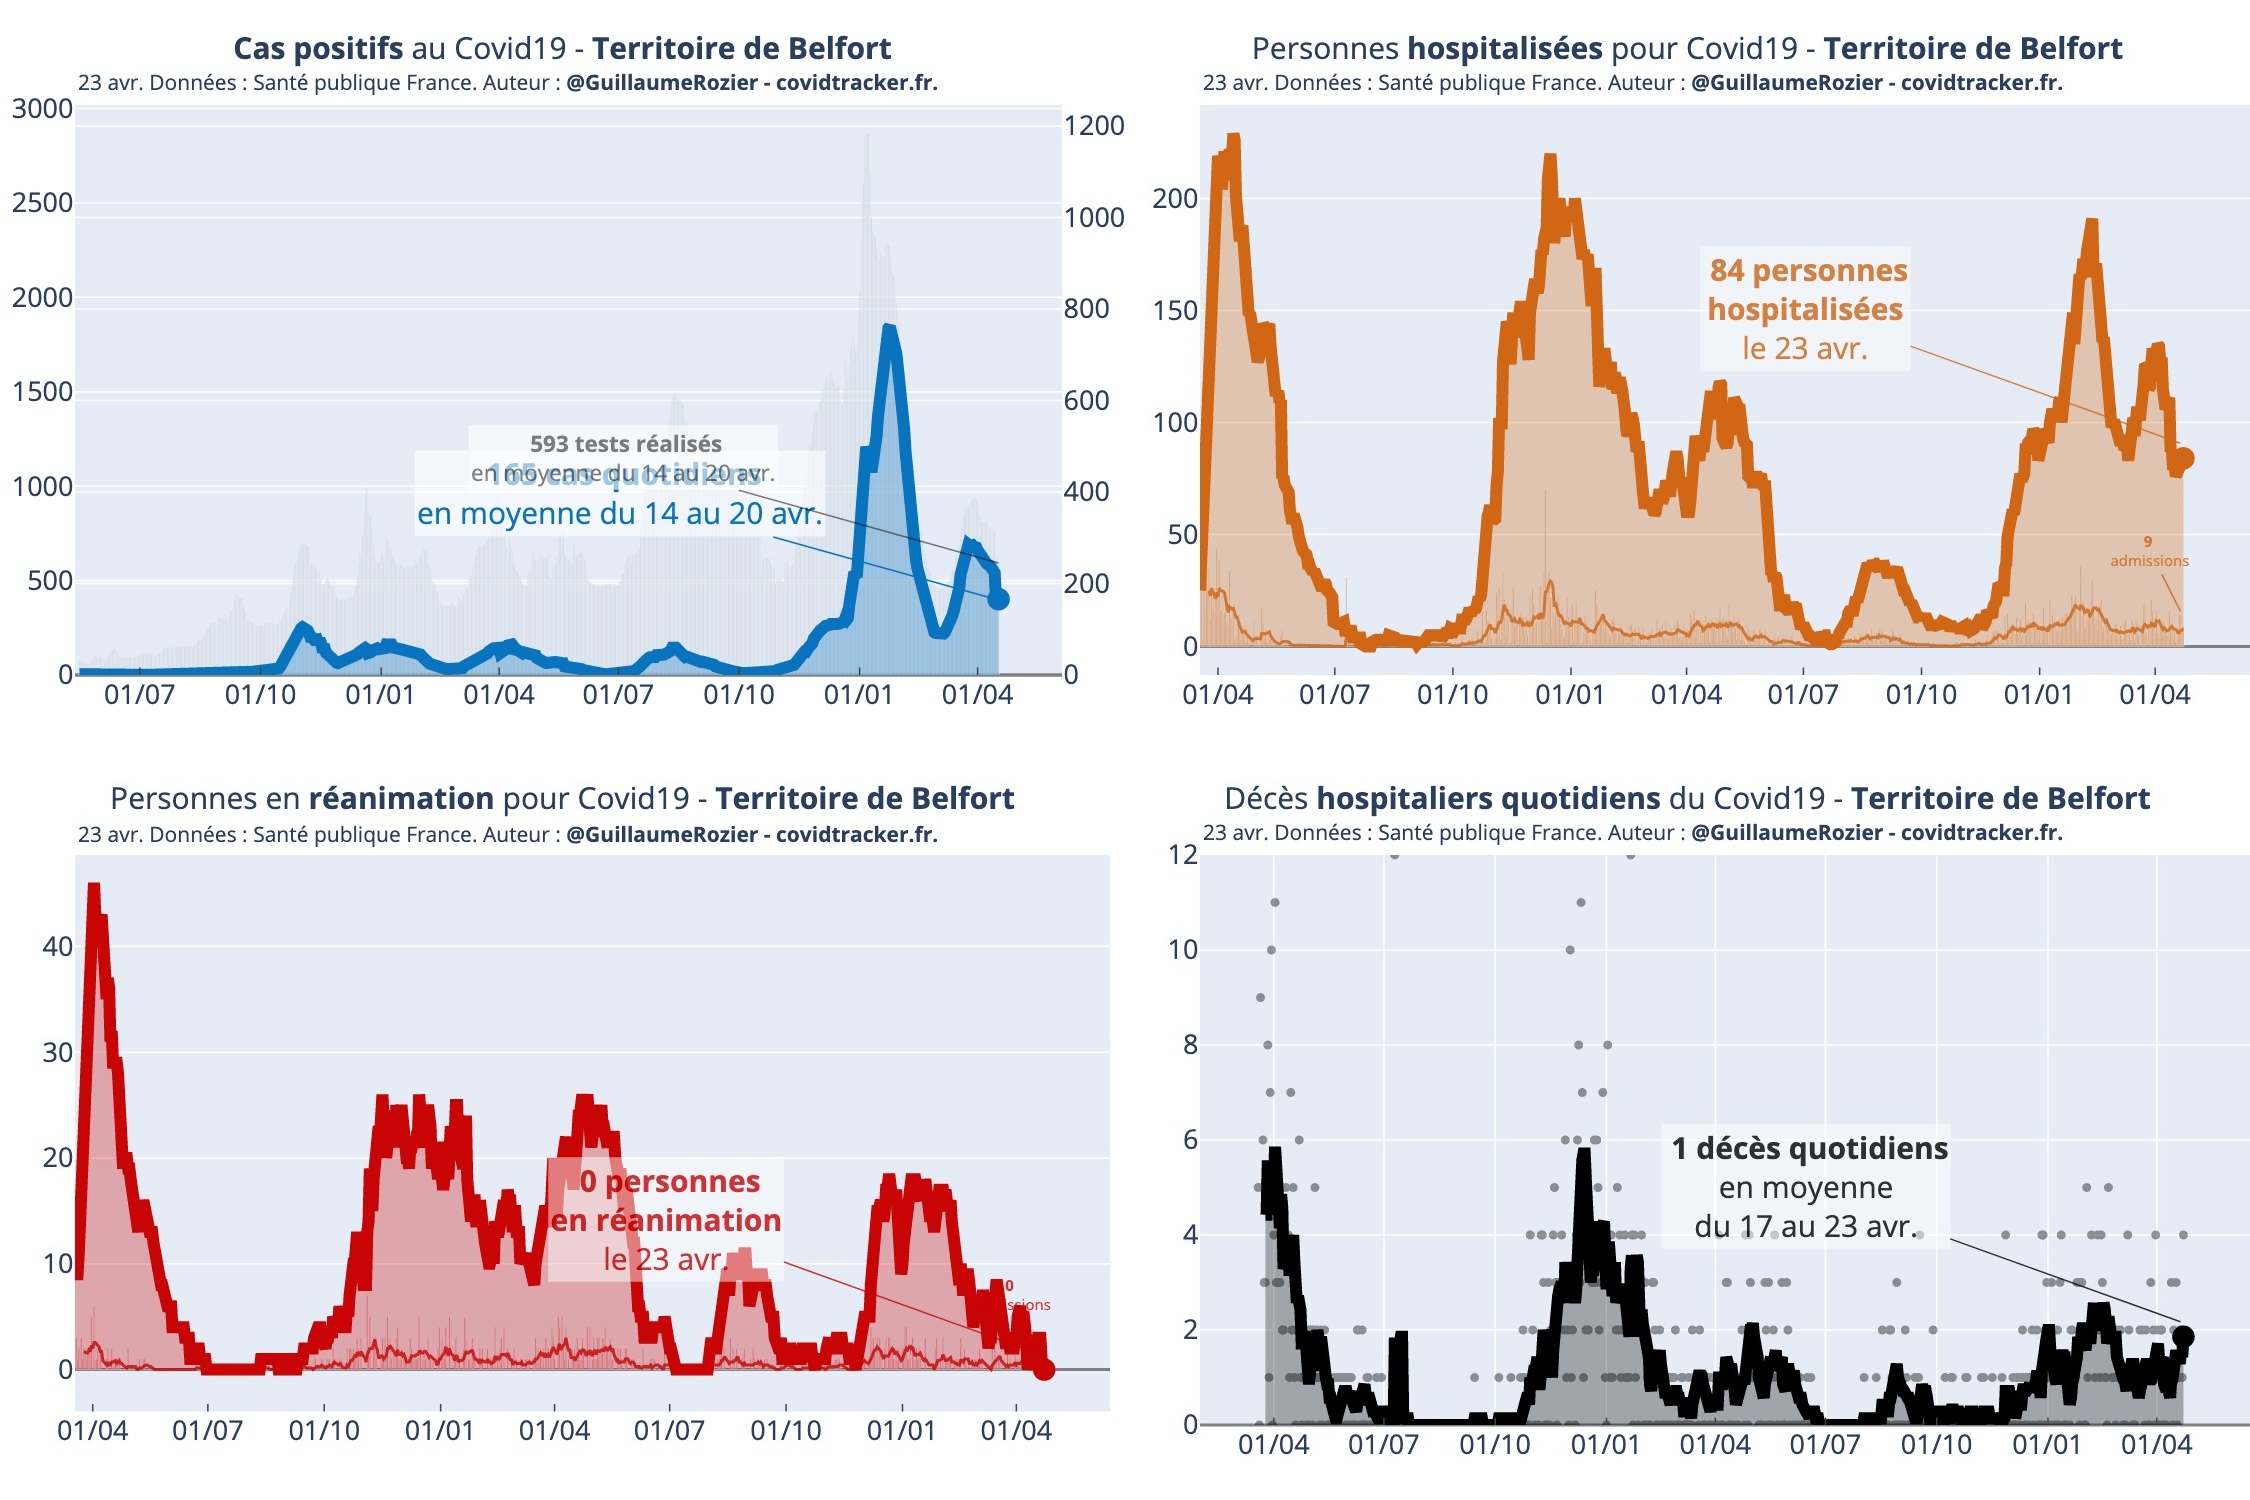 Cas positifs au Covid19 - Territoire de Belfort
23 avr. Données : Santé publique France. Auteur : @GuillaumeRozier - covidtracker.fr.
3000
2500
2000
1500
1000
500
0
1200
1000
800
600
400
200
0
593 tests réalisés
en moyenne du 14 au 20 avr.
165 cas quotidiens
en moyenne du 14 au 20 avr.
01/07 01/10 01/01 01/04 01/07 01/10 01/01 01/04
Personnes hospitalisées pour Covid19 - Territoire de Belfort
23 avr. Données : Santé publique France. Auteur : @GuillaumeRozier - covidtracker.fr.
200
150
100
50
0
84 personnes
hospitalisées
le 23 avr.
9
admissions
01/04 01/07 01/10 01/01 01/04 01/07 01/10 01/01 01/04
Personnes en réanimation pour Covid19 - Territoire de Belfort
23 avr. Données : Santé publique France. Auteur : @GuillaumeRozier - covidtracker.fr.
40
30
20
10
0
0 personnes
en réanimation
le 23 avr.
0
ssions
01/04 01/07 01/10 01/01 01/04 01/07 01/10 01/01 01/04
Décès hospitaliers quotidiens du Covid19 - Territoire de Belfort
23 avr. Données : Santé publique France. Auteur : @GuillaumeRozier - covidtracker.fr.
12
10
8
6
4
2
0
1 décès quotidiens
en moyenne
du 17 au 23 avr.
01/04 01/07 01/10 01/01 01/04 01/07 01/10 01/01 01/04